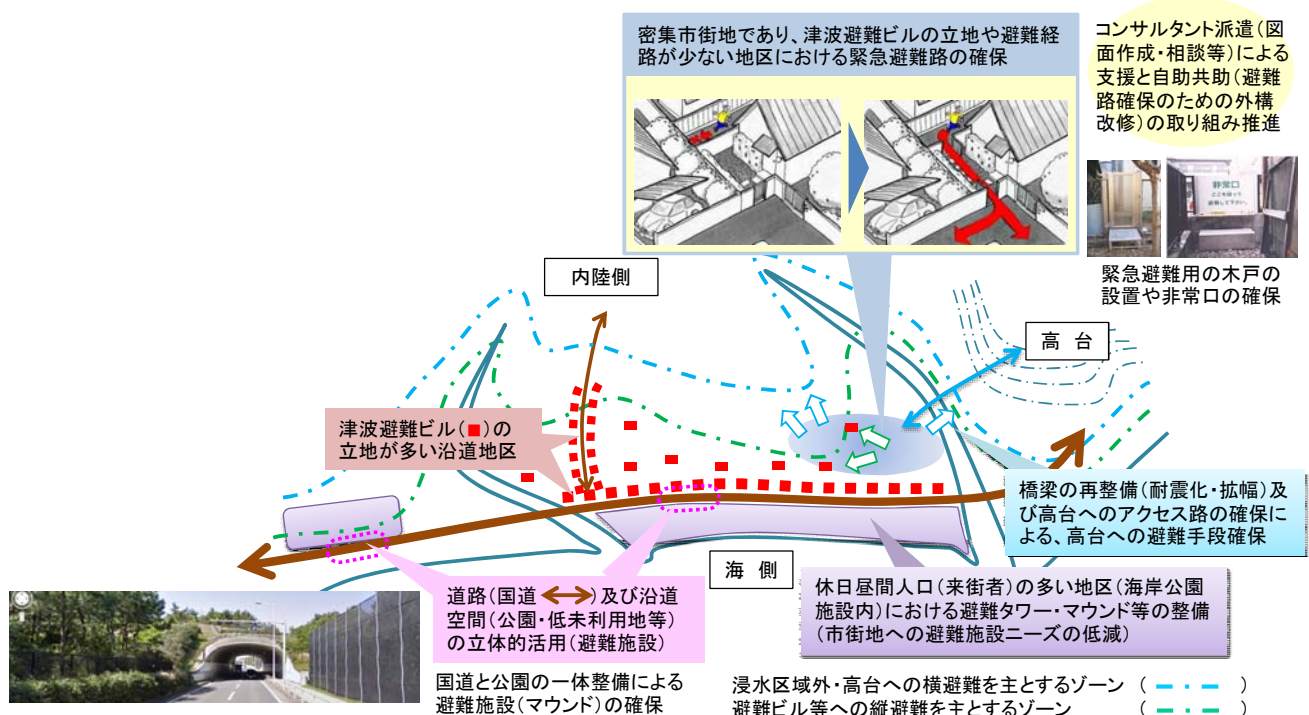 密集市街地であり、津波避難ビルの立地や避難経
路が少ない地区における緊急避難路の確保
コンサルタント派遣(図
面作成・相談等)による
支援と自助共助(避難
路確保のための外構
改修)の取り組み推進
非常口
ここを破って
避難して下さい。
緊急避難用の木戸の
設置や非常口の確保
内陸側
高 台
津波避難ビル(■)の
立地が多い沿道地区
橋梁の再整備(耐震化・拡幅)及
び高台へのアクセス路の確保に
よる、高台への避難手段確保
海 側
道路(国道 )及び沿道
空間(公園・低未利用地等)
の立体的活用(避難施設)
休日昼間人口(来街者)の多い地区(海岸公園
施設内)における避難タワー・マウンド等の整備
(市街地への避難施設ニーズの低減)
国道と公園の一体整備による
避難施設(マウンド)の確保
浸水区域外・高台への横避難を主とするゾーン ( )
避難ビル等への縦避難を主とするゾーン ( )